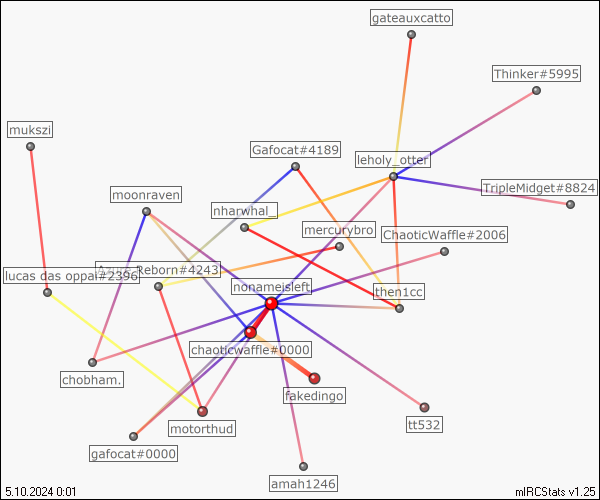 gateauxcatto
Thinker#5995
mukszi
Gafocat#4189
leholy_otter
TripleMidget#8824
moonraven
nharwhal_
mercurybro
ChaoticWaffle#2006
Reborn#4243
lucas das oppai#2396
nonameisleft
then1cc
chaoticwaffle#0000
chobham.
fakedingo
tt532
motorthud
gafocat#0000
amah1246
5.10.2024 0:01
mIRCStats v1.25